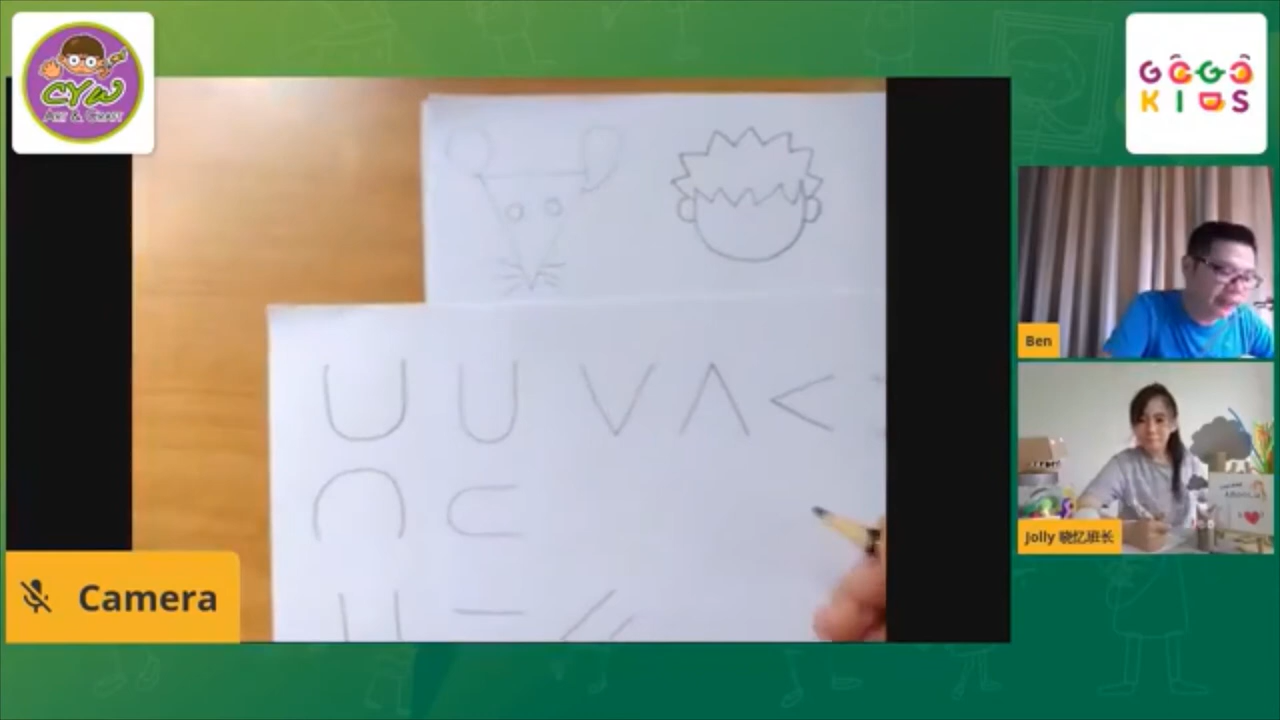 CYW
ART & CRAFT
GOGO
KIDS
Ben
Jolly 晓忆班长
Camera
U U V Λ <
∩ ⊂